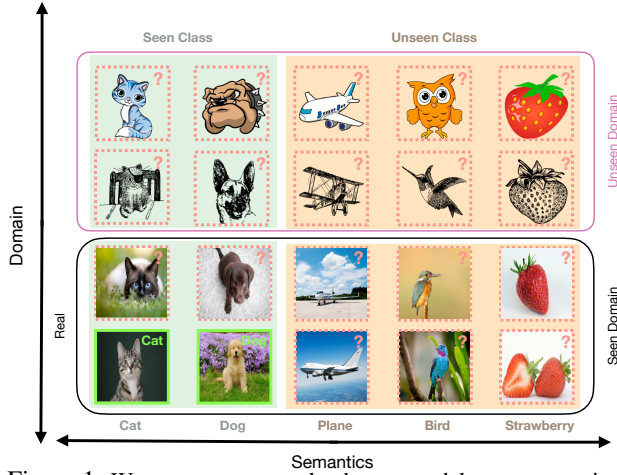 Seen Class
Unseen Class
? ? ? ? ?
? ? ? ? ?
Unseen Domain
Domain
? ? ? ? ?
Real
Cat Dog ? ? ?
Seen Domain
Cat Dog Plane Bird Strawberry
Semantics